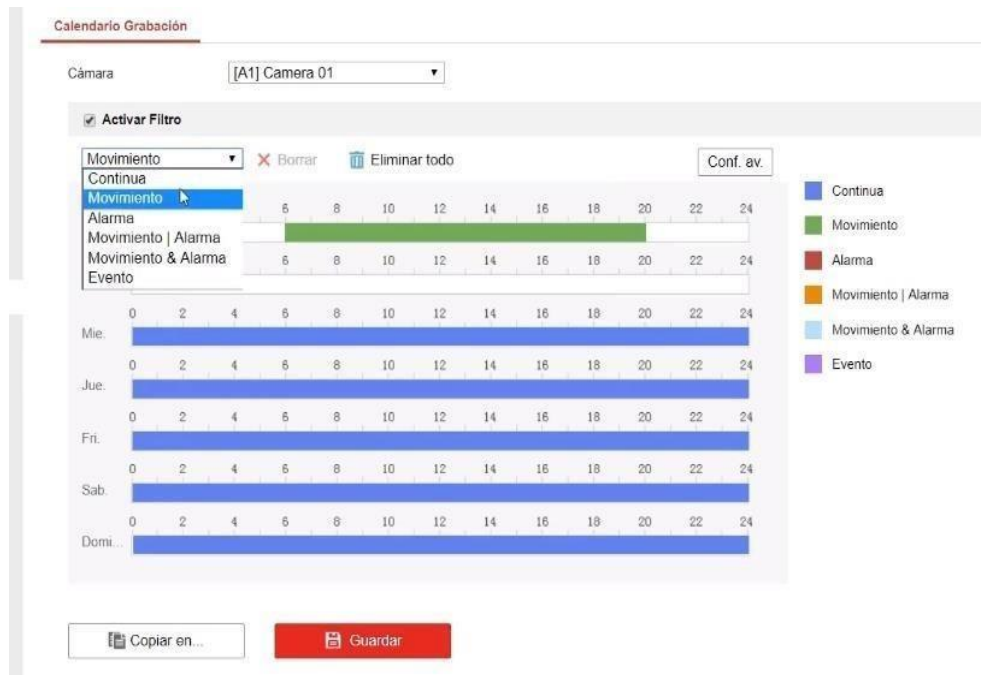 Calendario Grabación
Cámara [A1] Camera 01
Activar Filtro
Movimiento Borrar Eliminar todo Conf. av.
Continua
Movimiento
Alarma
Movimiento | Alarma
Movimiento & Alarma
Evento
6 8 10 12 14 16 18 20 22 24
6 8 10 12 14 16 18 20 22 24
0 2 4 6 8 10 12 14 16 18 20 22 24
Mie.
0 2 4 6 8 10 12 14 16 18 20 22 24
Jue.
0 2 4 6 8 10 12 14 16 18 20 22 24
Fri.
0 2 4 6 8 10 12 14 16 18 20 22 24
Sab.
0 2 4 6 8 10 12 14 16 18 20 22 24
Domi...
Continua
Movimiento
Alarma
Movimiento | Alarma
Movimiento & Alarma
Evento
Copiar en... Guardar